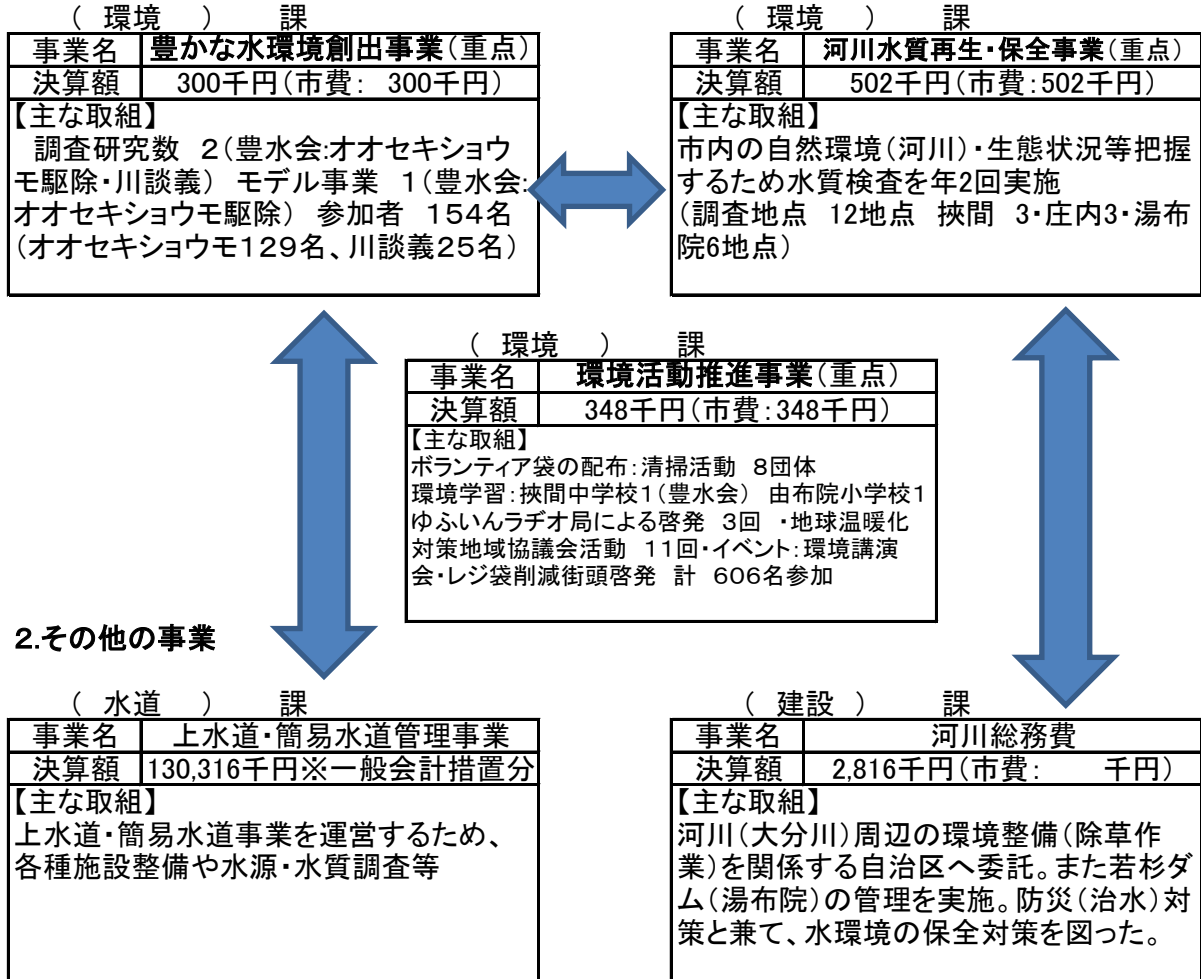 （ 環境 ） 課
事業名 豊かな水環境創出事業（重点）
決算額 300千円（市費： 300千円）
【主な取組】
調査研究数 ２（豊水会:オオセキショウ
モ駆除・川談義） モデル事業 １（豊水会:
オオセキショウモ駆除） 参加者 １５４名
（オオセキショウモ１２９名、川談義２５名）
（ 環境 ） 課
事業名 河川水質再生・保全事業（重点）
決算額 502千円（市費：502千円）
【主な取組】
市内の自然環境（河川）・生態状況等把握
するため水質検査を年2回実施
（調査地点 12地点 挾間 3・庄内3・湯布
院6地点）
（ 環境 ） 課
事業名 環境活動推進事業（重点）
決算額 348千円（市費：348千円）
【主な取組】
ボランティア袋の配布：清掃活動 ８団体
環境学習：挾間中学校１（豊水会） 由布院小学校１
ゆふいんラヂオ局による啓発 ３回 ・地球温暖化
対策地域協議会活動 １１回・イベント：環境講演
会・レジ袋削減街頭啓発 計 ６０６名参加
２.その他の事業
（ 水道 ） 課
事業名 上水道・簡易水道管理事業
決算額 130,316千円※一般会計措置分
【主な取組】
上水道・簡易水道事業を運営するため、
各種施設整備や水源・水質調査等
（ 建設 ） 課
事業名 河川総務費
決算額 2,816千円（市費： 千円）
【主な取組】
河川（大分川）周辺の環境整備（除草作
業）を関係する自治区へ委託。また若杉ダ
ム（湯布院）の管理を実施。防災（治水）対
策と兼て、水環境の保全対策を図った。